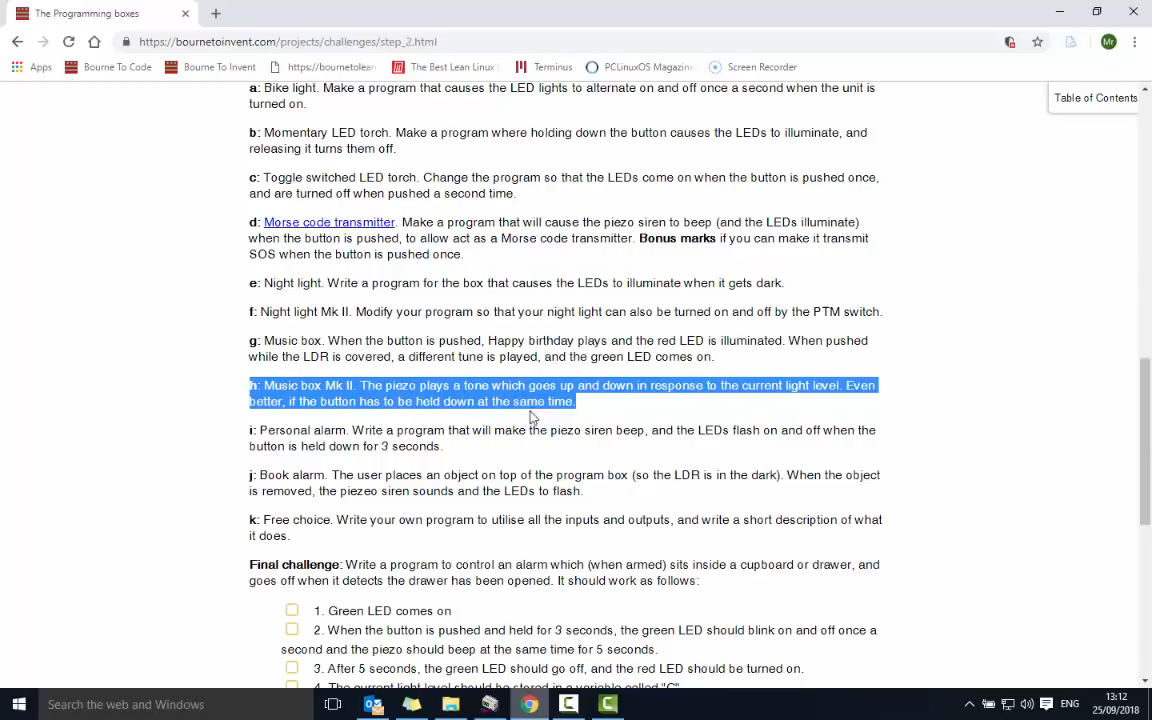 The Programming boxes
https://bournetoinvent.com/projects/challenges/step_2.html
Mr
Apps
Bourne To Code
Bourne To Invent
https://bournetolea
The Best Lean Linux
Terminus
PCLinuxOS Magazin
Screen Recorder
Table of Contents
a: Bike light. Make a program that causes the LED lights to alternate on and off once a second when the unit is
turned on.
b: Momentary LED torch. Make a program where holding down the button causes the LEDs to illuminate, and
releasing it turns them off.
c: Toggle switched LED torch. Change the program so that the LEDs come on when the button is pushed once,
and are turned off when pushed a second time.
d: Morse code transmitter. Make a program that will cause the piezo siren to beep (and the LEDs illuminate)
when the button is pushed, to allow act as a Morse code transmitter. Bonus marks if you can make it transmit
SOS when the button is pushed once.
e: Night light. Write a program for the box that causes the LEDs to illuminate when it gets dark.
f: Night light Mk II. Modify your program so that your night light can also be turned on and off by the PTM switch.
g: Music box. When the button is pushed, Happy birthday plays and the red LED is illuminated. When pushed
while the LDR is covered, a different tune is played, and the green LED comes on.
h: Music box Mk II. The piezo plays a tone which goes up and down in response to the current light level. Even
better, if the button has to be held down at the same time.
i: Personal alarm. Write a program that will make the piezo siren beep, and the LEDs flash on and off when the
button is held down for 3 seconds.
j: Book alarm. The user places an object on top of the program box (so the LDR is in the dark). When the object
is removed, the piezeo siren sounds and the LEDs to flash.
k: Free choice. Write your own program to utilise all the inputs and outputs, and write a short description of what
it does.
Final challenge: Write a program to control an alarm which (when armed) sits inside a cupboard or drawer, and
goes off when it detects the drawer has been opened. It should work as follows:
1. Green LED comes on
2. When the button is pushed and held for 3 seconds, the green LED should blink on and off once a
second and the piezo should beep at the same time for 5 seconds.
3. After 5 seconds, the green LED should go off, and the red LED should be turned on.
4. The current light level should be stored in a variable called "C"
Search the web and Windows
ENG
13:12
25/09/2018